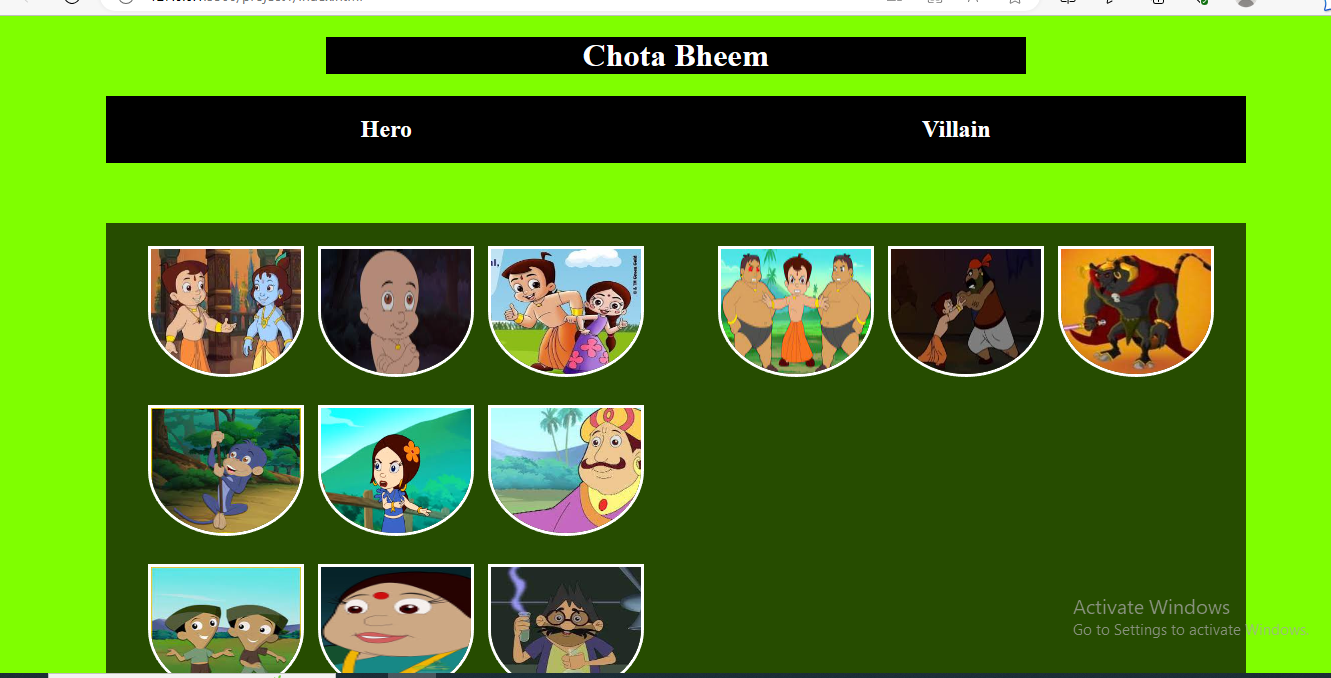 Chota Bheem
Hero
Villain
Activate Windows
Go to Settings to activate Windows.